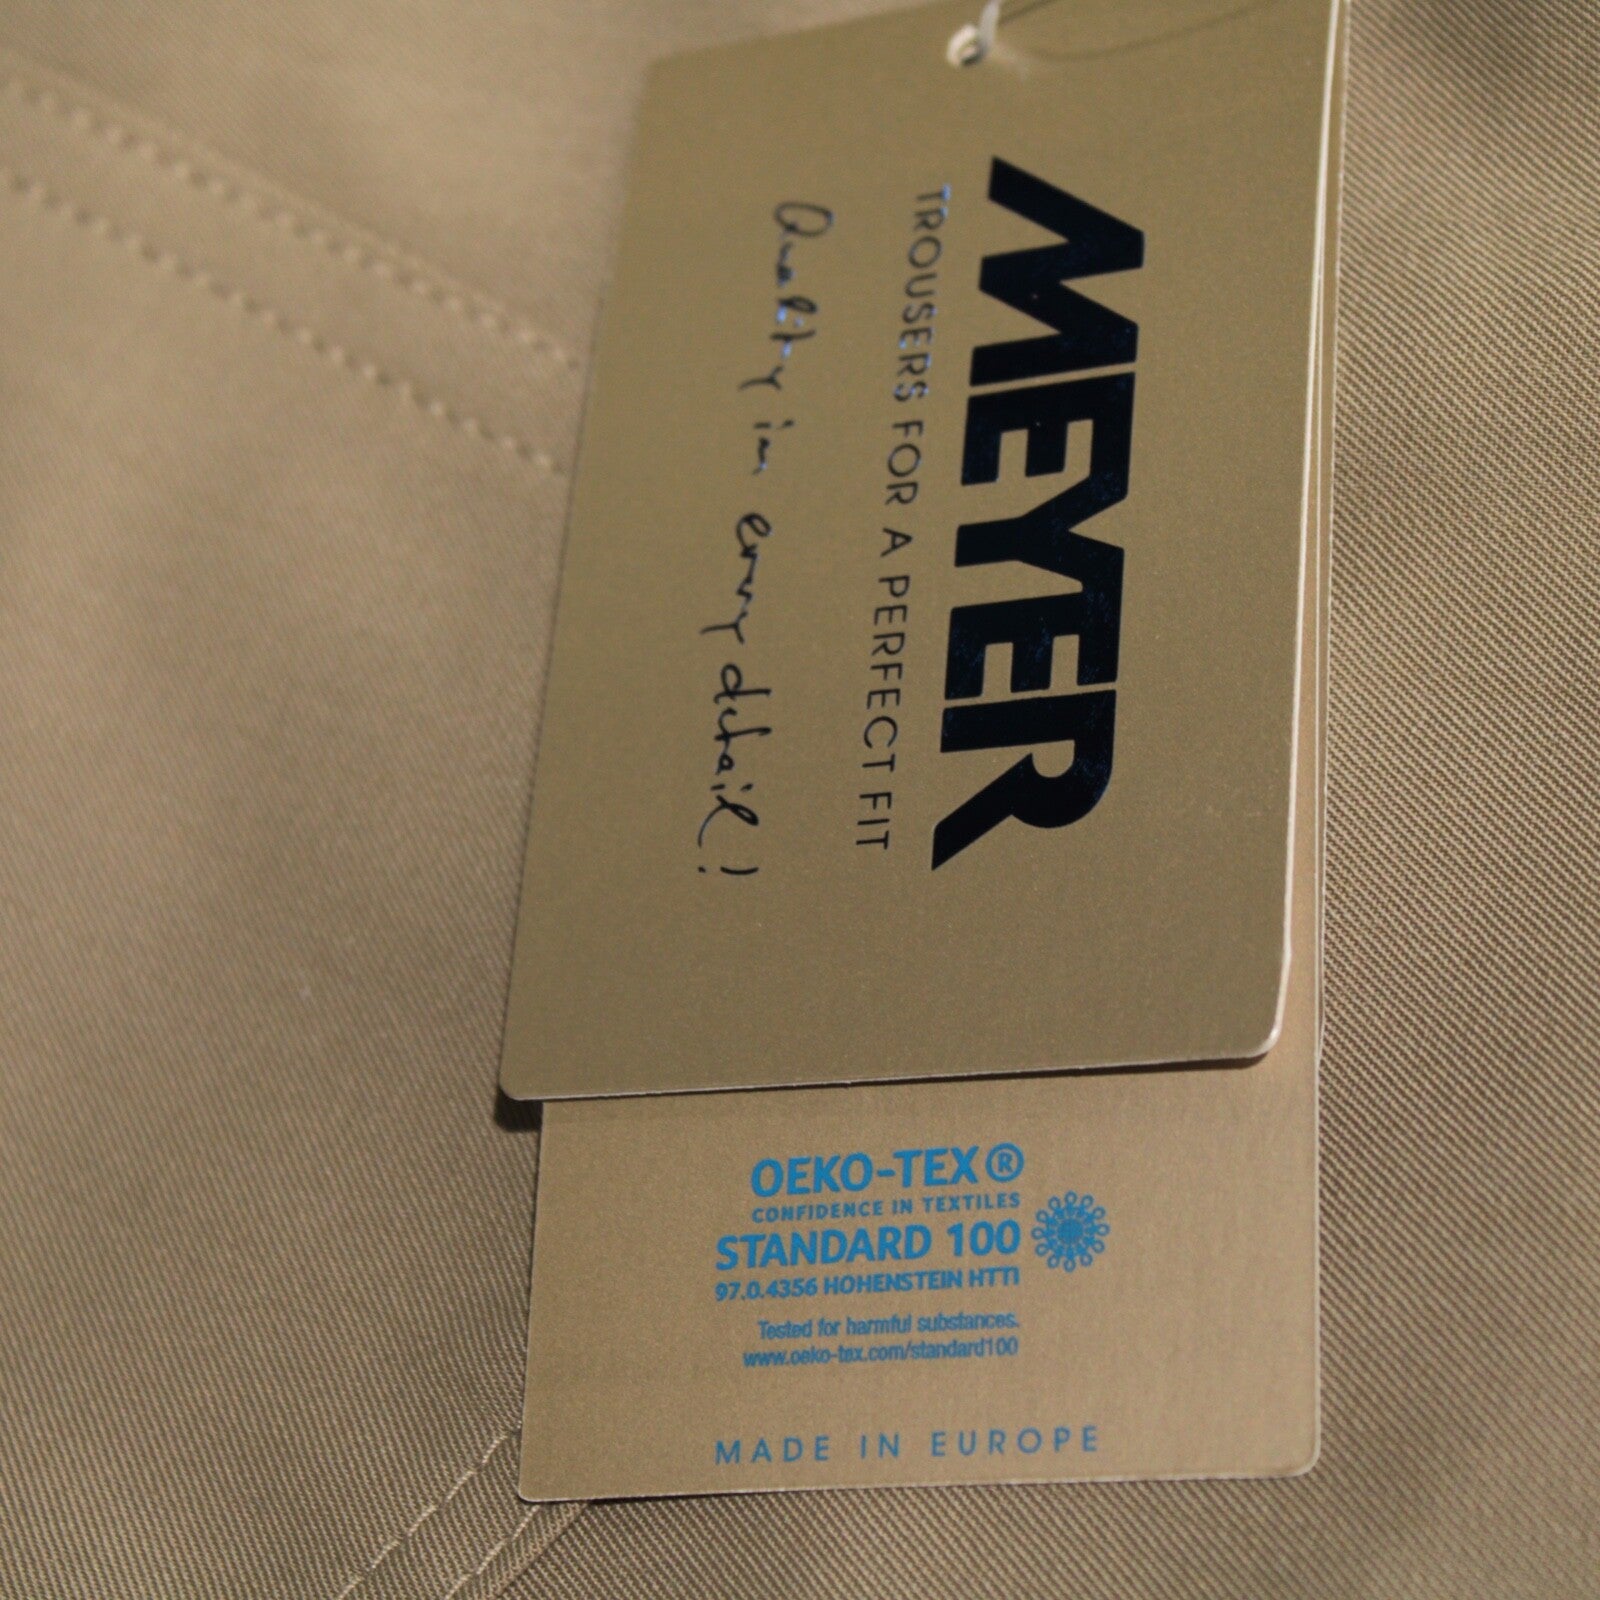 MEYER
TROUSERS FOR A PERFECT FIT
Quality in every detail!
OEKO-TEX®
CONFIDENCE IN TEXTILES
STANDARD 100
97.0.4356 HOHENSTEIN HTTI
Tested for harmful substances.
www.oeko-tex.com/standard100
MADE IN EUROPE